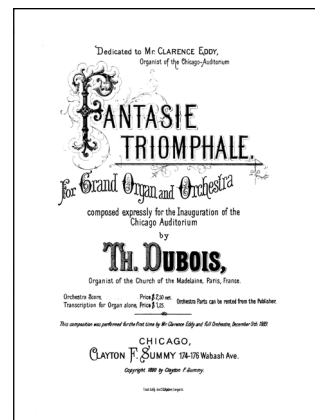 Dedicated to Mr. CLARENCE EDDY,
Organist of the Chicago-Auditorium
FANTASIE
TRIOMPHALE.
For Grand Organ and Orchestra
composed expressly for the Inauguration of the
Chicago Auditorium
by
TH. DUBOIS,
Organist of the Church of the Madelaine, Paris, France.
Orchestra Score, Price $ 2,50 net.
Orchestra Parts can be rented from the Publisher.
Transcription for Organ alone, Price $ 1,25.
This composition was performed for the first time by Mr Clarence Eddy and full Orchestra, December 9th 1889.
CHICAGO,
CLAYTON F. SUMMY 174-176 Wabash Ave.
Copyright 1890 by Clayton F. Summy.